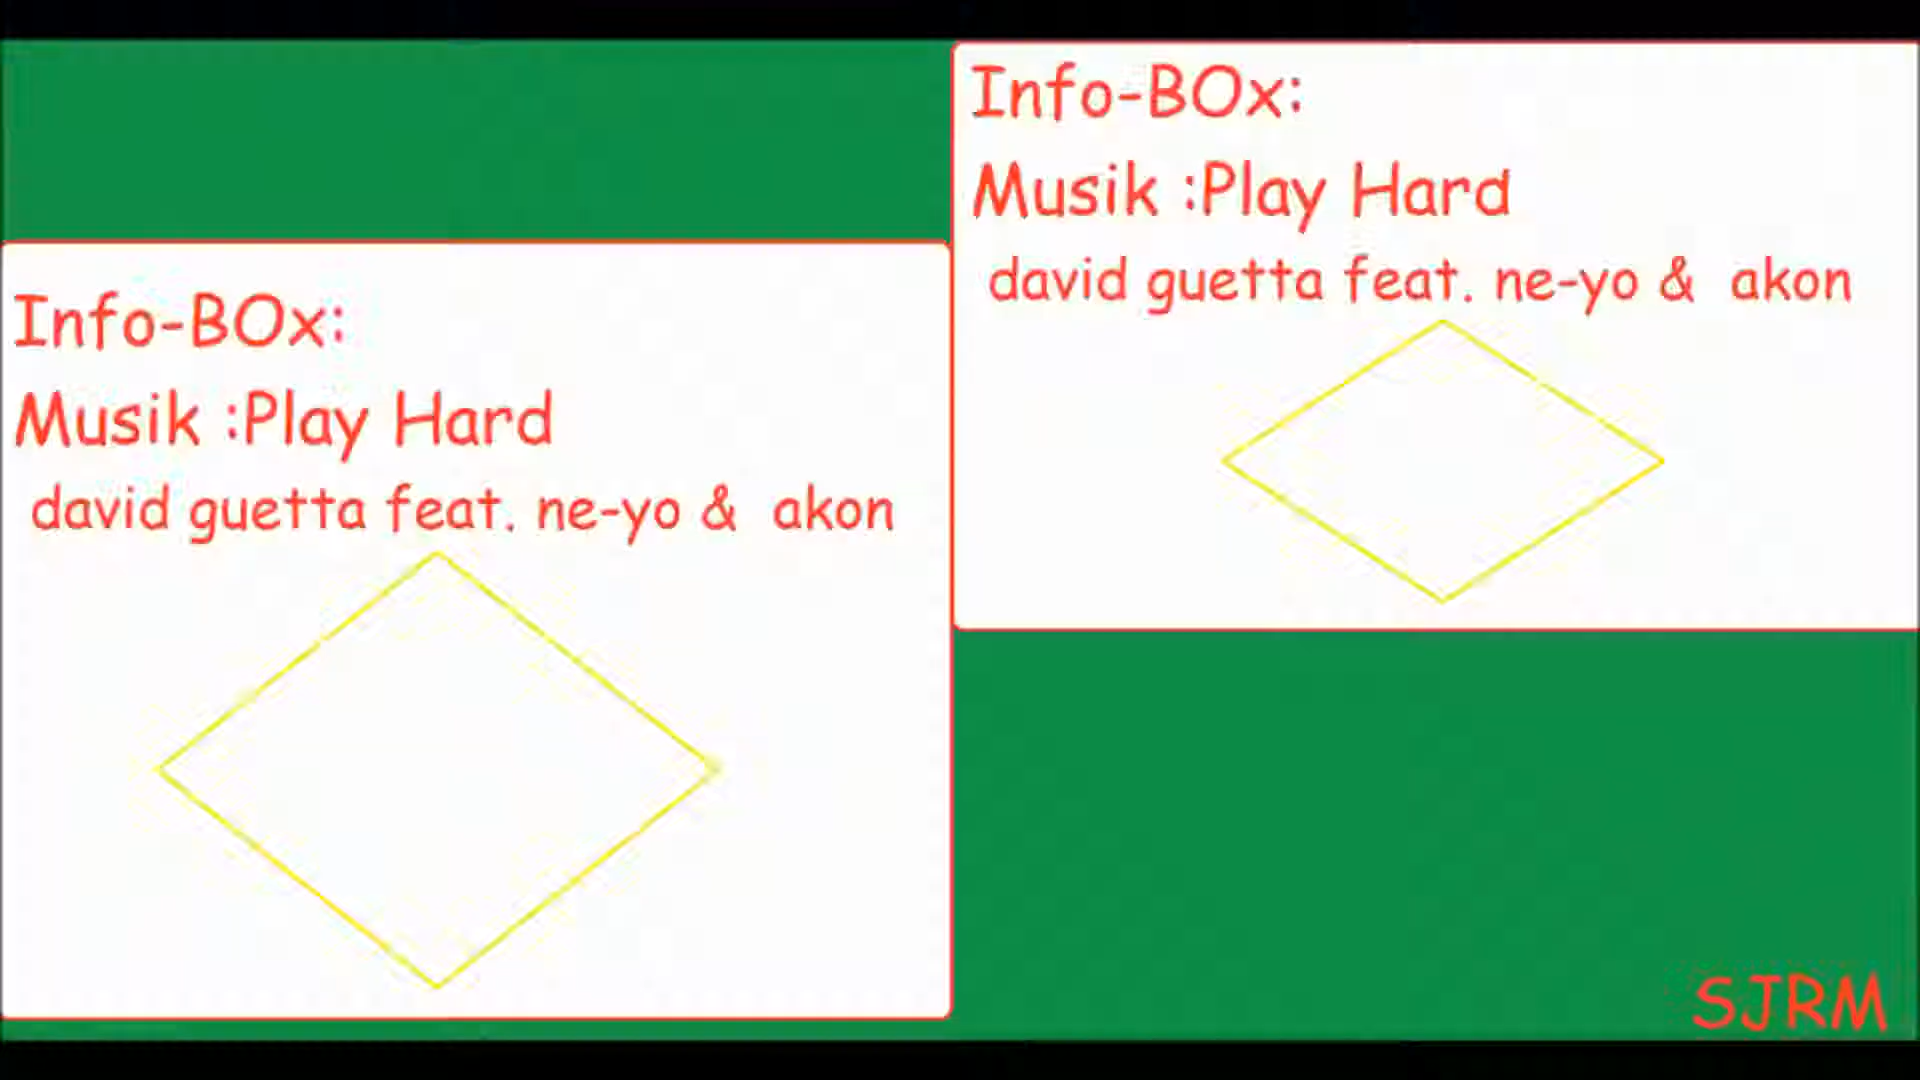 Info-BOx:
Musik :Play Hard
david guetta feat. ne-yo & akon
Info-BOx:
Musik :Play Hard
david guetta feat. ne-yo & akon
SJRM